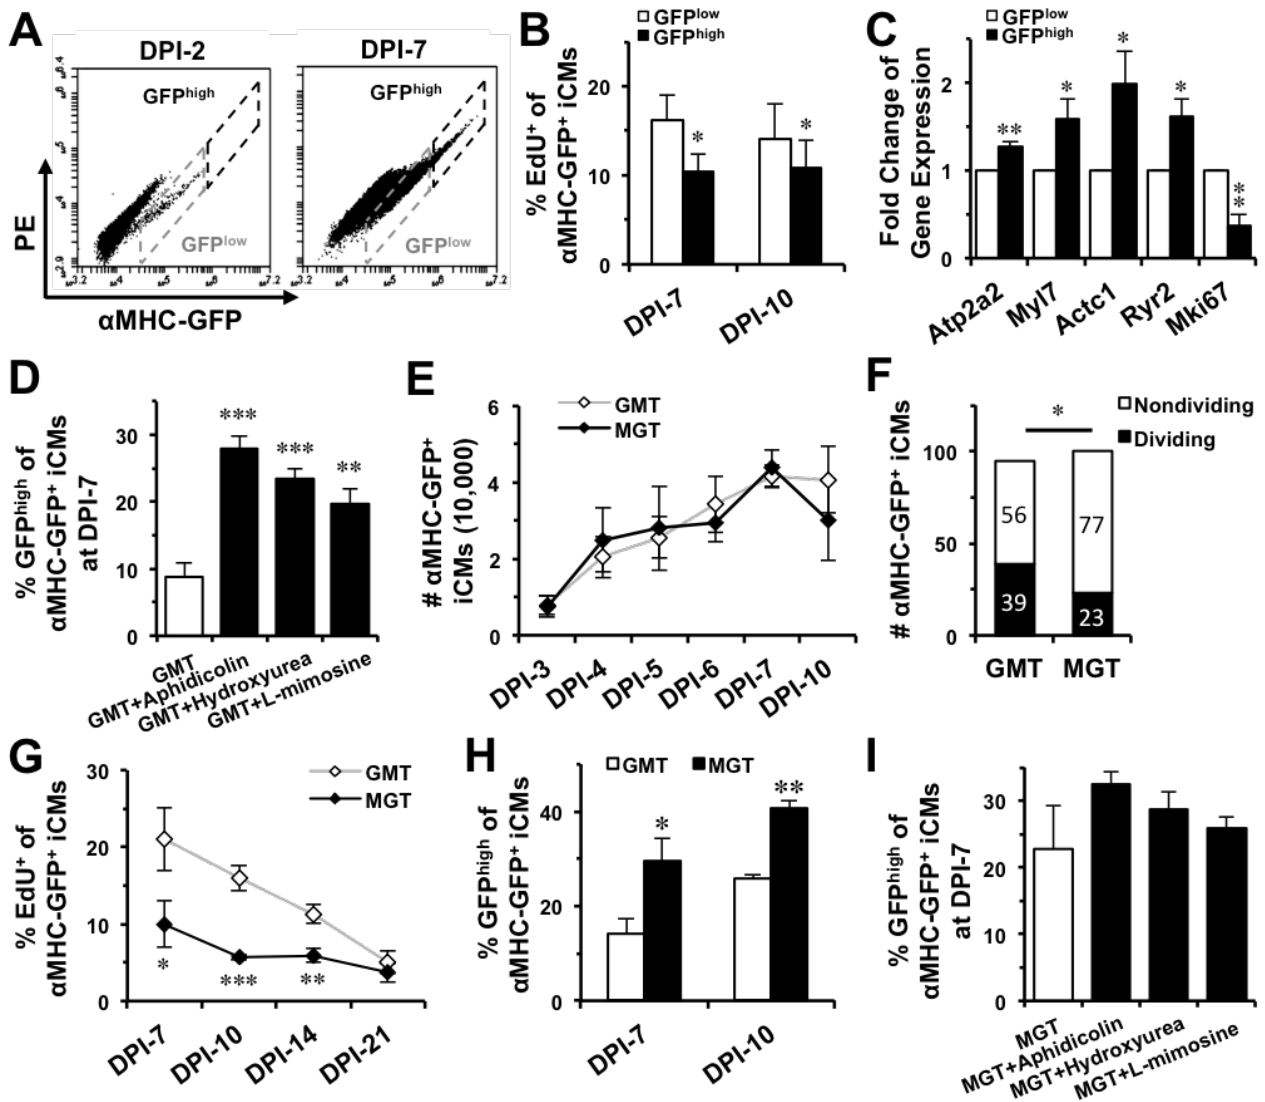 A
DPI-2
DPI-7
GFPhigh
GFPhigh
GFPlow
GFPlow
PE
αMHC-GFP
B
GFPlow
GFPhigh
% EdU+ of
αMHC-GFP+ iCMs
20
10
0
*
*
DPI-7
DPI-10
C
GFPlow
GFPhigh
Fold Change of
Gene Expression
2
1
0
**
*
*
*
**
Atp2a2
Myl7
Actc1
Ryr2
Mki67
D
% GFPhigh of
αMHC-GFP+ iCMs
at DPI-7
30
20
10
0
***
***
**
GMT
GMT+Aphidicolin
GMT+Hydroxyurea
GMT+L-mimosine
E
GMT
MGT
# αMHC-GFP+
iCMs (10,000)
6
4
2
0
DPI-3
DPI-4
DPI-5
DPI-6
DPI-7
DPI-10
F
Nondividing
Dividing
# αMHC-GFP+ iCMs
100
50
0
*
56
77
39
23
GMT
MGT
G
GMT
MGT
% EdU+ of
αMHC-GFP+ iCMs
30
20
10
0
*
***
**
DPI-7
DPI-10
DPI-14
DPI-21
H
GMT
MGT
% GFPhigh of
αMHC-GFP+ iCMs
40
20
0
*
**
DPI-7
DPI-10
I
% GFPhigh of
αMHC-GFP+ iCMs
at DPI-7
30
20
10
0
MGT
MGT+Aphidicolin
MGT+Hydroxyurea
MGT+L-mimosine